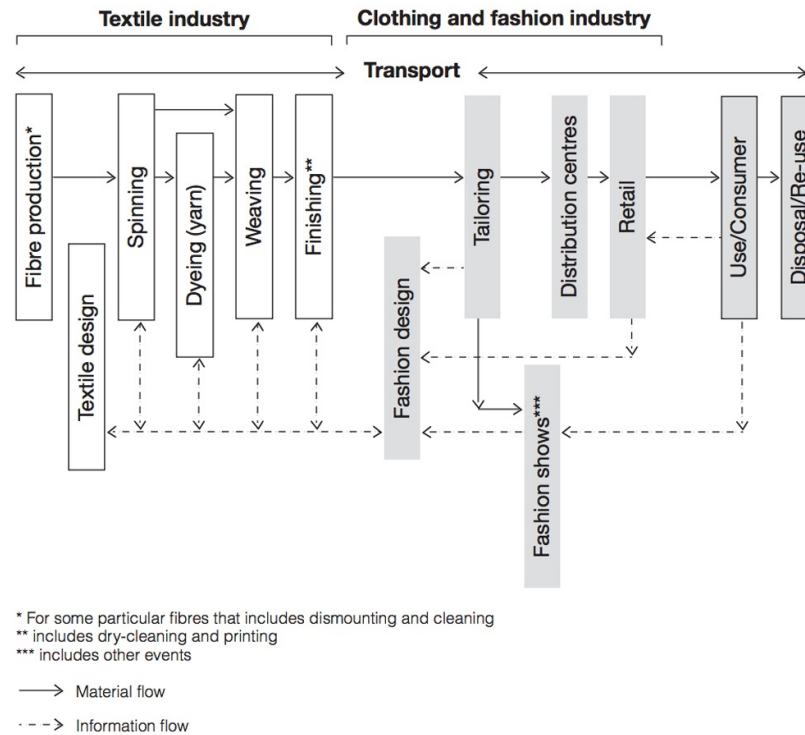 Textile industry
Clothing and fashion industry
Transport
Fibre production*
Textile design
Spinning
Dyeing (yarn)
Weaving
Finishing**
Fashion design
Tailoring
Fashion shows***
Distribution centres
Retail
Use/Consumer
Disposal/Re-use
* For some particular fibres that includes dismounting and cleaning
** includes dry-cleaning and printing
*** includes other events
Material flow
Information flow